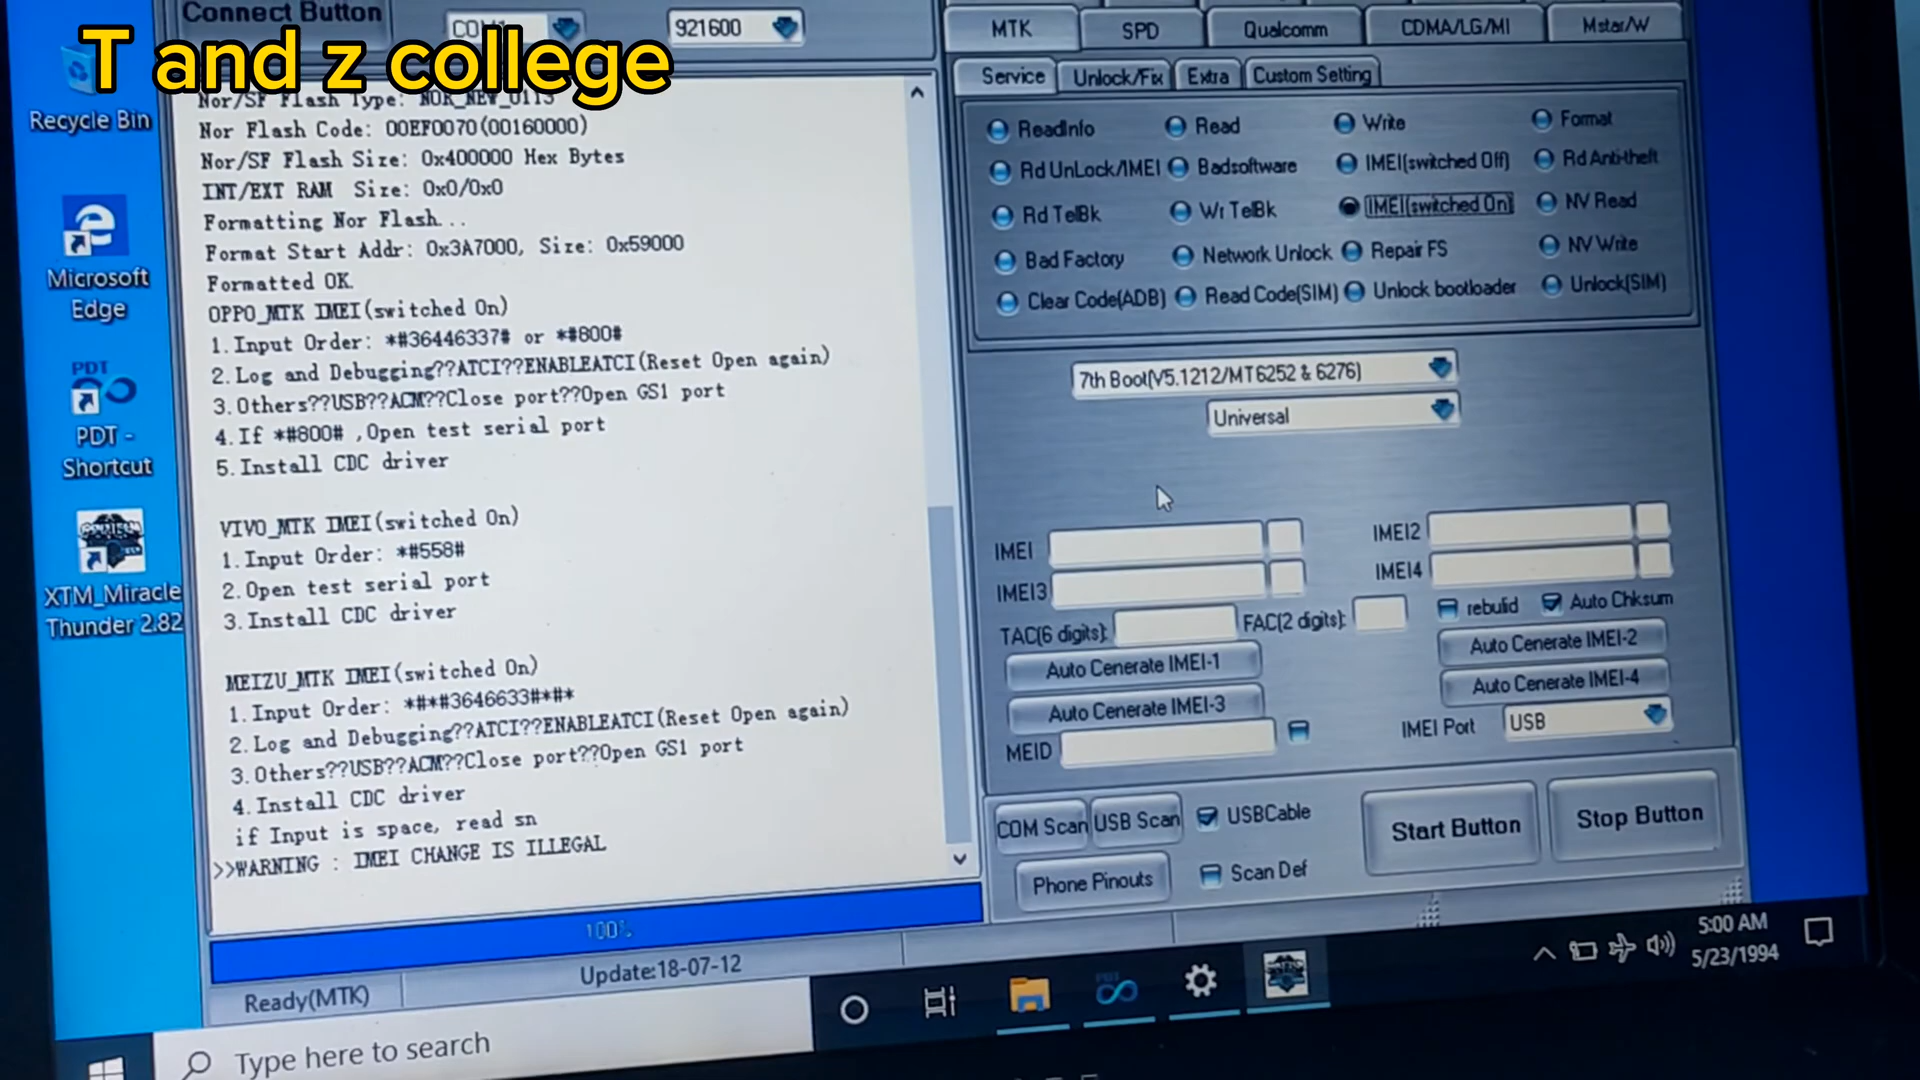 T and z college
Connect Button
921600
Recycle Bin
Microsoft
Edge
PDT -
Shortcut
XTM_Miracle
Thunder 2.82
Nor/SF Flash Type: NOR_NEW_0113
Nor Flash Code: 00EF0070(00160000)
Nor/SF Flash Size: 0x400000 Hex Bytes
INT/EXT RAM Size: 0x0/0x0
Formatting Nor Flash...
Format Start Addr: 0x3A7000, Size: 0x59000
Formatted OK.
OPPO_MTK IMEI(switched On)
1.Input Order: *#36446337# or *#800#
2.Log and Debugging??ATCI??ENABLEATCI(Reset Open again)
3.Others??USB??ACM??Close port??Open GS1 port
4.If *#800# ,Open test serial port
5.Install CDC driver
VIVO_MTK IMEI(switched On)
1.Input Order: *#558#
2.Open test serial port
3.Install CDC driver
MEIZU_MTK IMEI(switched On)
1.Input Order: *#*#3646633#*#*
2.Log and Debugging??ATCI??ENABLEATCI(Reset Open again)
3.Others??USB??ACM??Close port??Open GS1 port
4.Install CDC driver
if Input is space, read sn
>>WARNING : IMEI CHANGE IS ILLEGAL
100%
Ready(MTK) Update:18-07-12
MTK SPD Qualcomm CDMA/LG/MI Mstar/W
Service Unlock/Fix Extra Custom Setting
ReadInfo Read Write Format
Rd UnLock/IMEI Badsoftware IMEI(switched Off) Rd Anti-theft
Rd TelBk Wr TelBk IMEI(switched On) NV Read
Bad Factory Network Unlock Repair FS NV Write
Clear Code(ADB) Read Code(SIM) Unlock bootloader Unlock(SIM)
7th Boot(V5.1212/MT6252 & 6276)
Universal
IMEI IMEI2
IMEI3 IMEI4
TAC(6 digits): FAC(2 digits): rebulid Auto Chksum
Auto Cenerate IMEI-1 Auto Cenerate IMEI-2
Auto Cenerate IMEI-3 Auto Cenerate IMEI-4
MEID IMEI Port USB
COM Scan USB Scan USBCable Start Button Stop Button
Phone Pinouts Scan Def
Type here to search
5:00 AM
5/23/1994